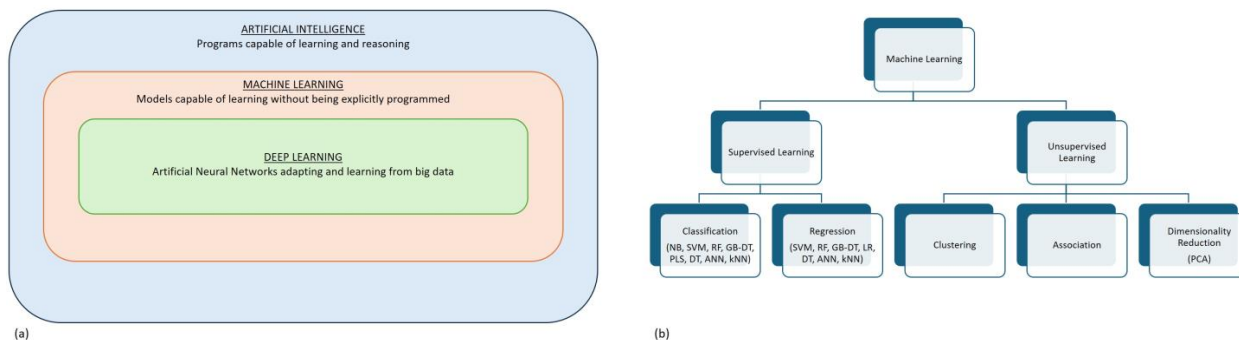 ARTIFICIAL INTELLIGENCE
Programs capable of learning and reasoning
MACHINE LEARNING
Models capable of learning without being explicitly programmed
DEEP LEARNING
Artificial Neural Networks adapting and learning from big data
(a)
Machine Learning
Supervised Learning
Unsupervised
Learning
Classification
(NB, SVM, RF, GB-DT,
PLS, DT, ANN, kNN)
Regression
(SVM, RF, GB-DT, LR,
DT, ANN, kNN)
Clustering
Association
Dimensionality
Reduction
(PCA)
(b)